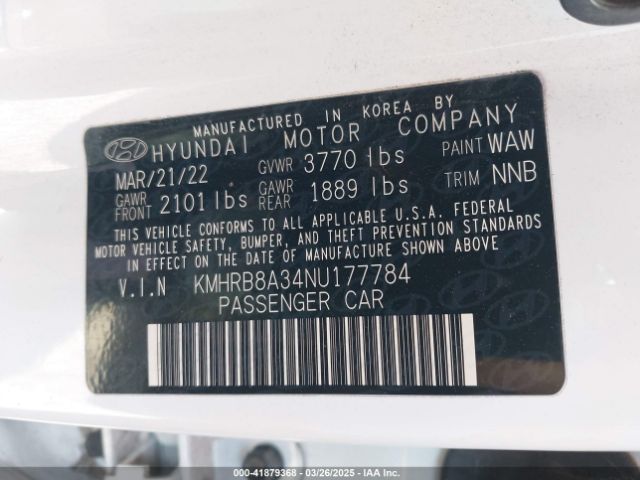 MANUFACTURED IN KOREA BY
HYUNDAI MOTOR COMPANY
MAR/21/22 GVWR 3770 lbs PAINT WAW
GAWR FRONT 2101 lbs GAWR REAR 1889 lbs TRIM NNB
THIS VEHICLE CONFORMS TO ALL APPLICABLE U.S.A. FEDERAL
MOTOR VEHICLE SAFETY, BUMPER, AND THEFT PREVENTION STANDARDS
IN EFFECT ON THE DATE OF MANUFACTURE SHOWN ABOVE.
V.I.N KMHRB8A34NU177784
PASSENGER CAR
000-41879368 | 03/26/2025 | IAAI.COM